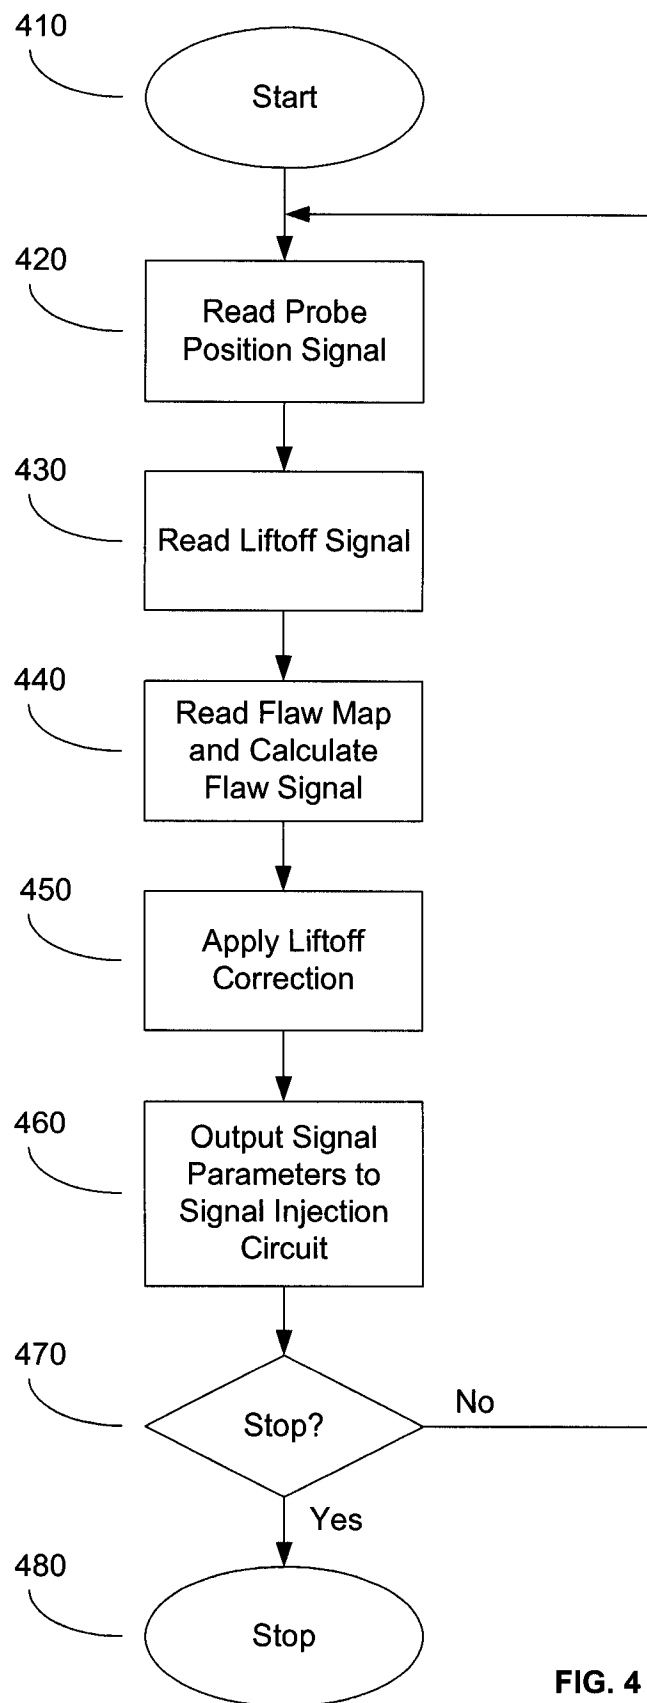 410
Start
420
Read Probe
Position Signal
430
Read Liftoff Signal
440
Read Flaw Map
and Calculate
Flaw Signal
450
Apply Liftoff
Correction
460
Output Signal
Parameters to
Signal Injection
Circuit
470
Stop?
No
Yes
480
Stop
FIG. 4